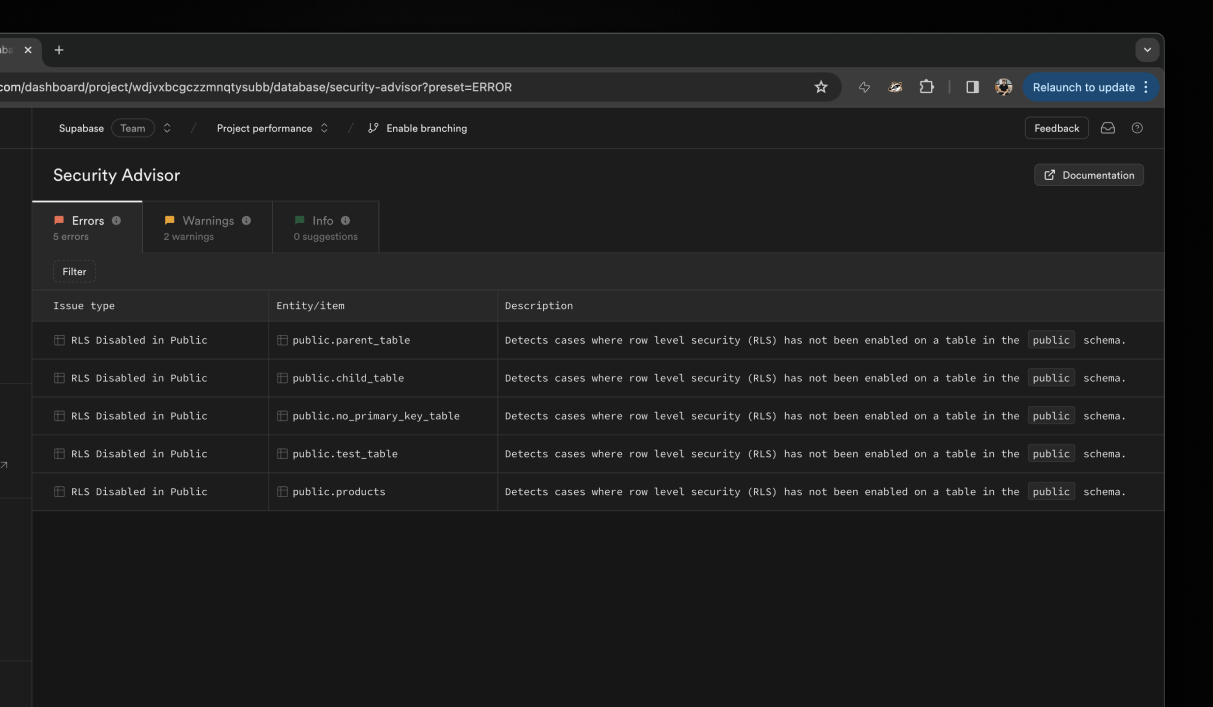 com/dashboard/project/wdjvxbcgczzmnqtysubb/database/security-advisor?preset=ERROR
Relaunch to update
Supabase Team / Project performance / Enable branching
Feedback
Security Advisor
Documentation
Errors Warnings Info
5 errors 2 warnings 0 suggestions
Filter
Issue type Entity/item Description
RLS Disabled in Public public.parent_table Detects cases where row level security (RLS) has not been enabled on a table in the public schema.
RLS Disabled in Public public.child_table Detects cases where row level security (RLS) has not been enabled on a table in the public schema.
RLS Disabled in Public public.no_primary_key_table Detects cases where row level security (RLS) has not been enabled on a table in the public schema.
RLS Disabled in Public public.test_table Detects cases where row level security (RLS) has not been enabled on a table in the public schema.
RLS Disabled in Public public.products Detects cases where row level security (RLS) has not been enabled on a table in the public schema.